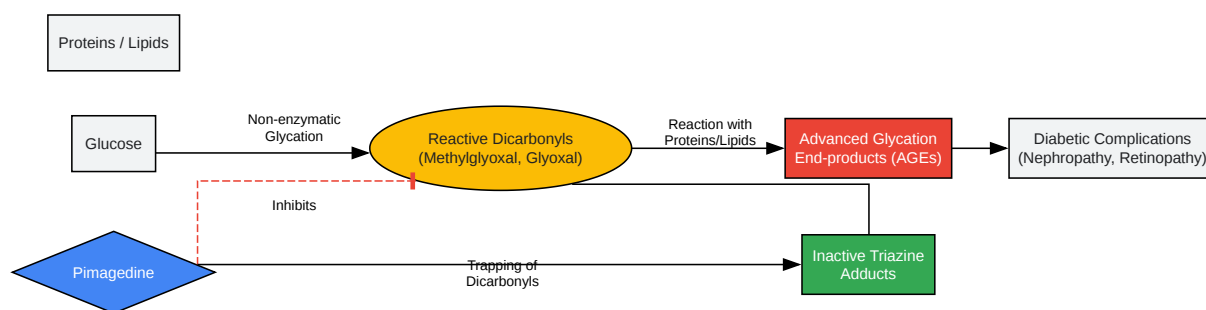 Proteins / Lipids
Glucose
Non-enzymatic
Glycation
Reactive Dicarbonyls
(Methylglyoxal, Glyoxal)
Reaction with
Proteins/Lipids
Advanced Glycation
End-products (AGEs)
Diabetic Complications
(Nephropathy, Retinopathy)
Inhibits
Pimagedine
Trapping of
Dicarbonyls
Inactive Triazine
Adducts